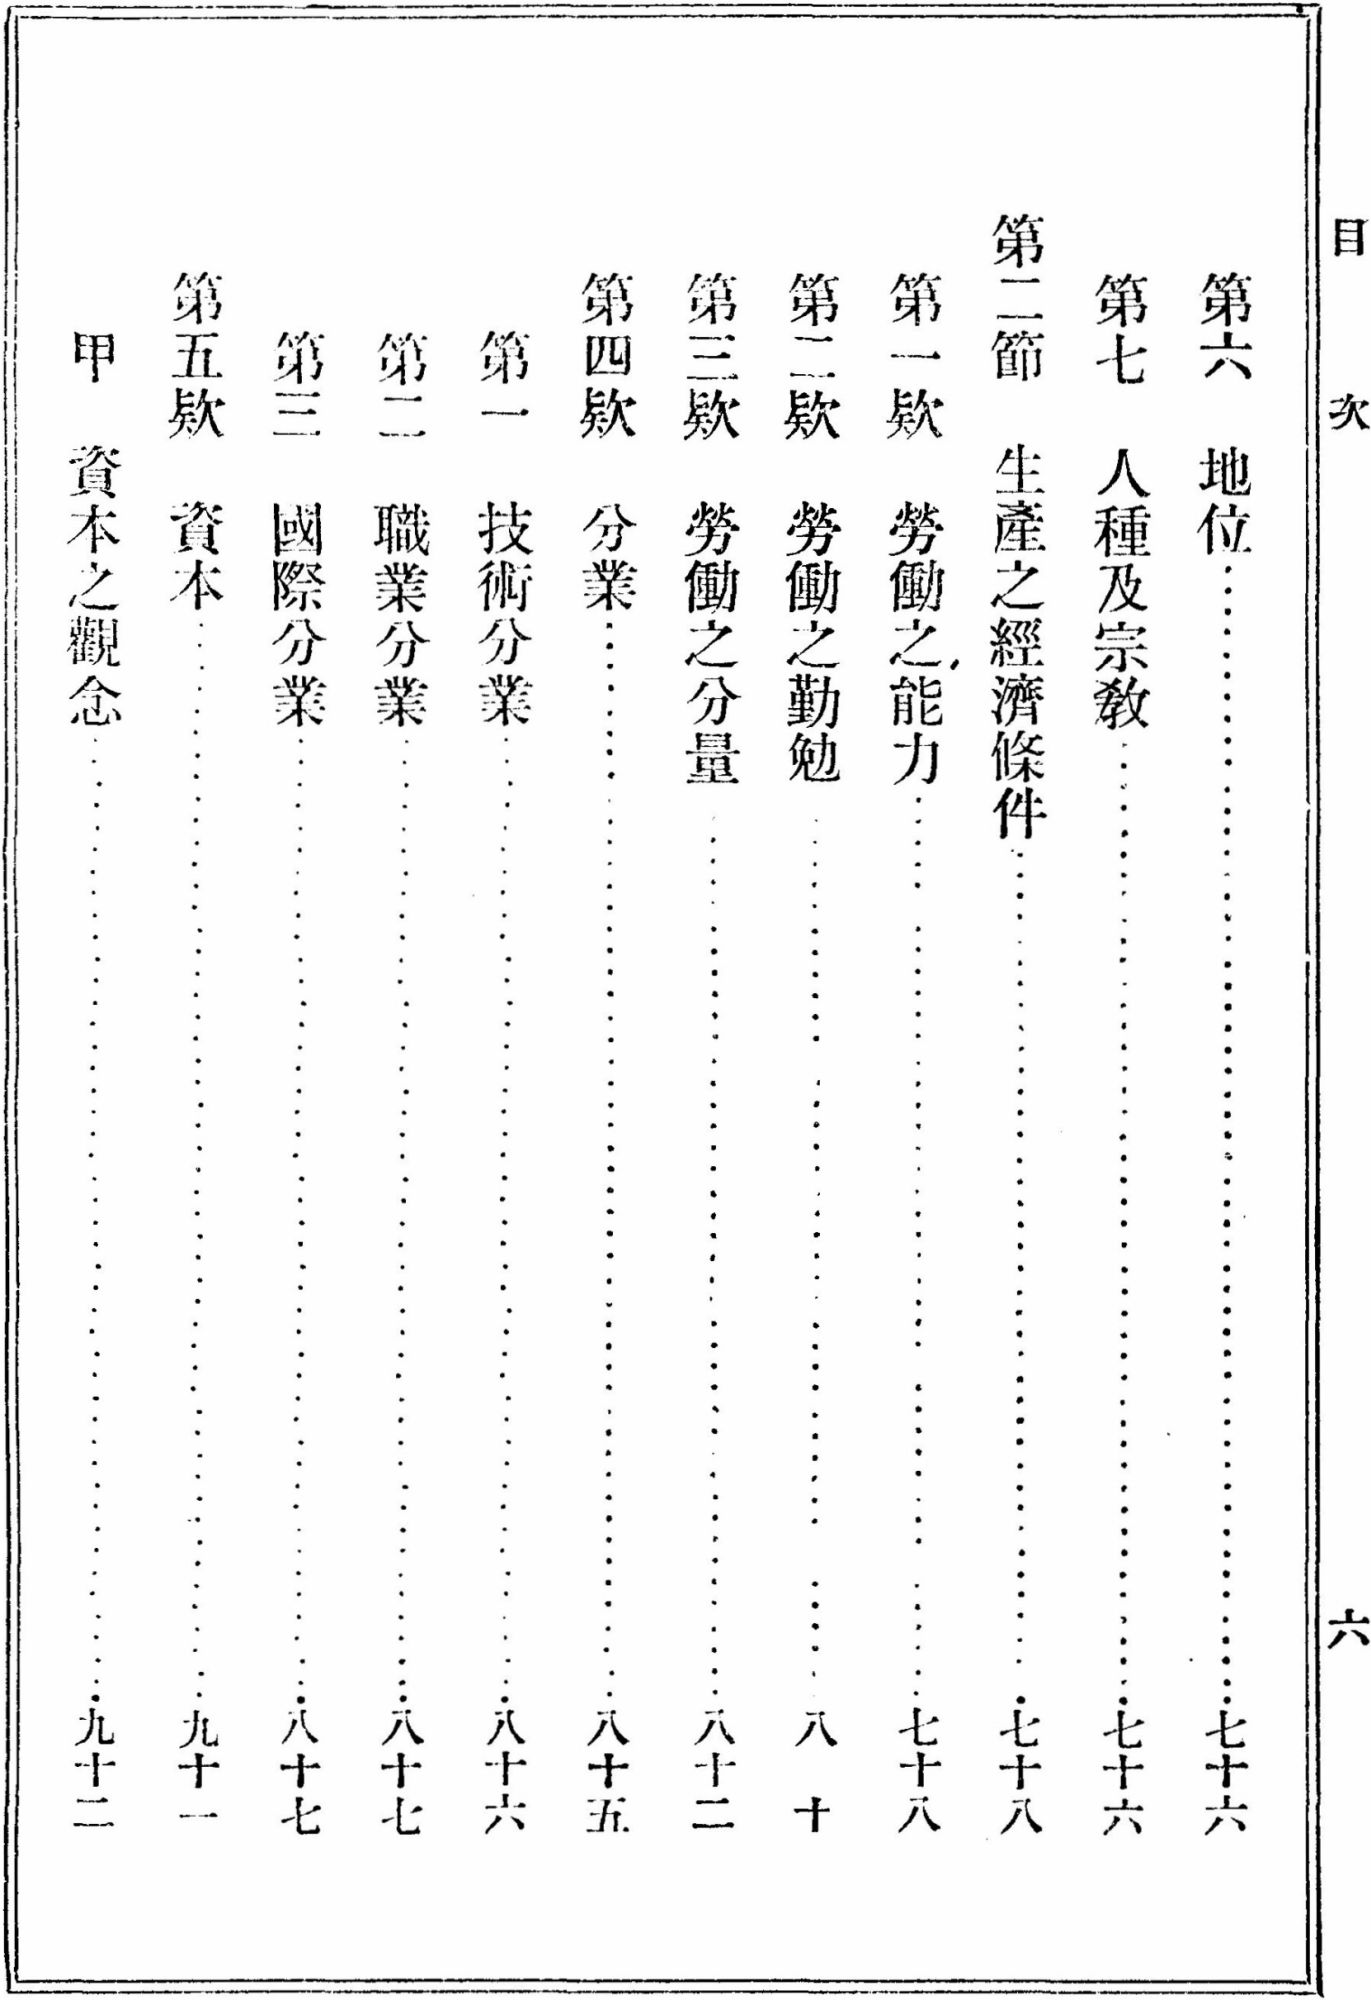 目次 六
第六 地位……七十六
第七 人種及宗教……七十六
第二節 生產之經濟條件……七十八
第一欵 勞働之能力……七十八
第二欵 勞働之勤勉……八十
第三欵 勞働之分量……八十二
第四欵 分業……八十五
第一 技術分業……八十六
第二 職業分業……八十七
第三 國際分業……八十七
第五欵 資本……九十一
甲 資本之觀念……九十二